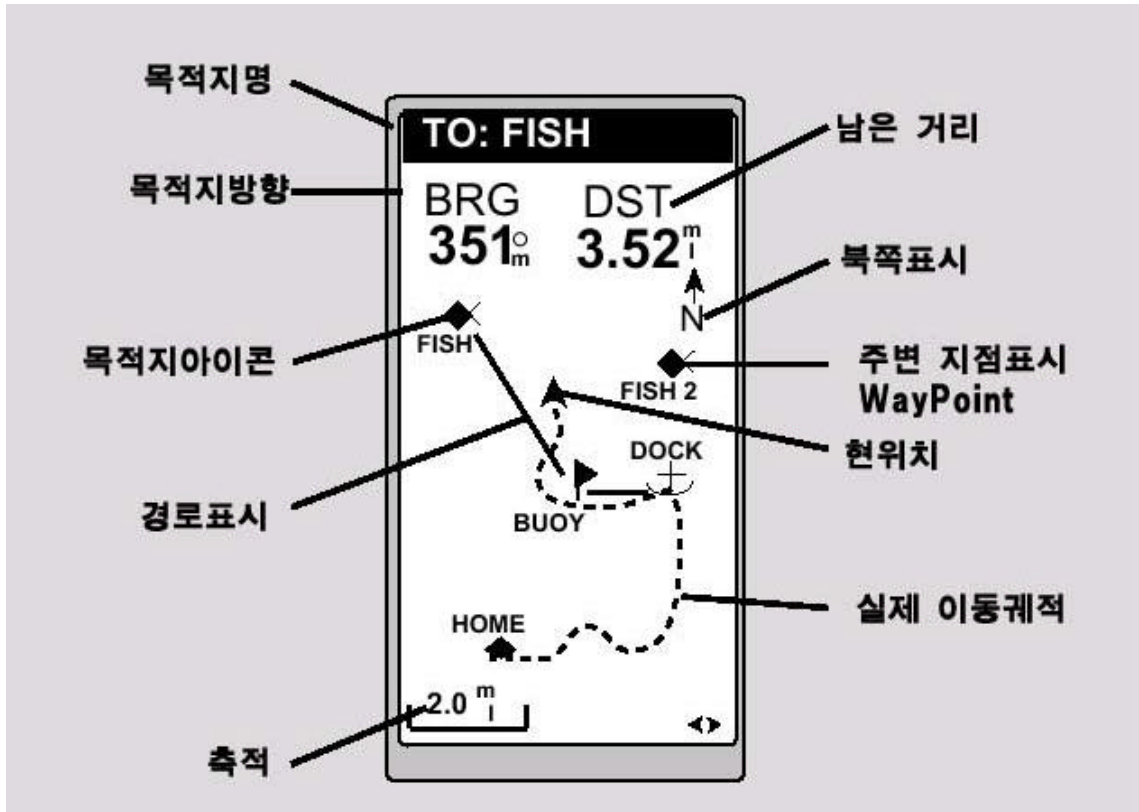 목적지명
TO: FISH
남은 거리
목적지방향
BRG
DST
351°m
3.52mi
북쪽표시
N
목적지아이콘
FISH
주변 지점표시
WayPoint
FISH 2
현위치
DOCK
경로표시
BUOY
실제 이동궤적
HOME
2.0 mi
축적